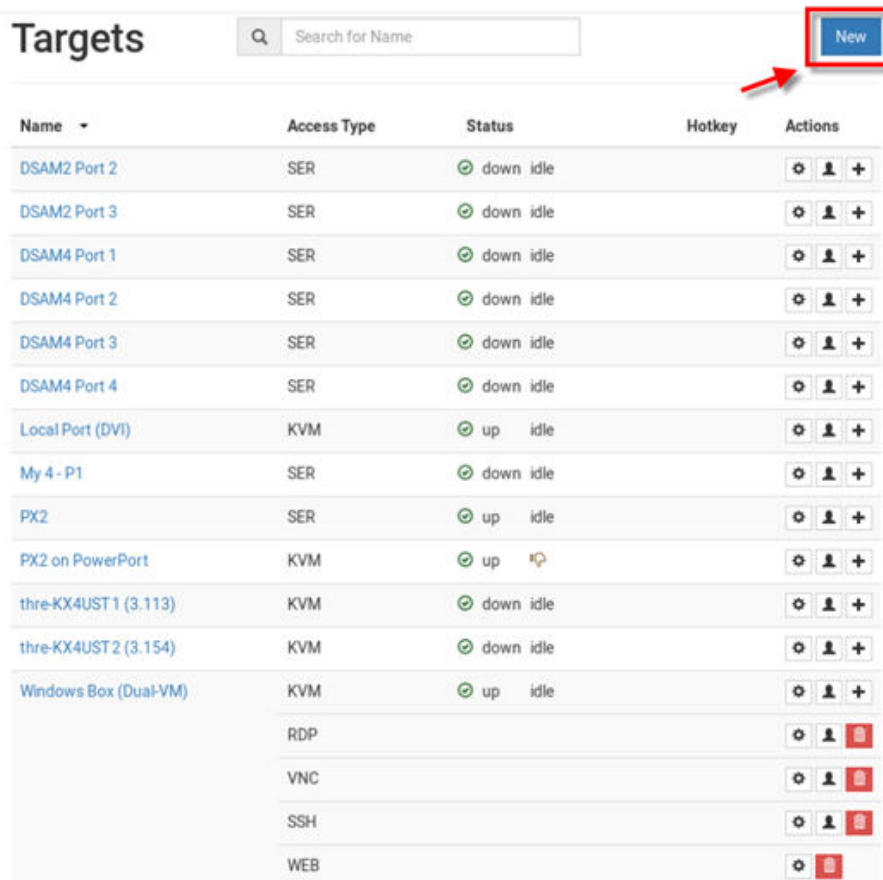 Targets Search for Name New
Name Access Type Status Hotkey Actions
DSAM2 Port 2 SER down idle
DSAM2 Port 3 SER down idle
DSAM4 Port 1 SER down idle
DSAM4 Port 2 SER down idle
DSAM4 Port 3 SER down idle
DSAM4 Port 4 SER down idle
Local Port (DVI) KVM up idle
My 4 - P1 SER down idle
PX2 SER up idle
PX2 on PowerPort KVM up
thre-KX4UST1 (3.113) KVM down idle
thre-KX4UST2 (3.154) KVM down idle
Windows Box (Dual-VM) KVM up idle
RDP
VNC
SSH
WEB